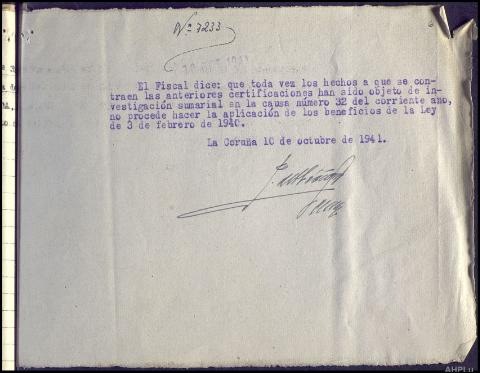 Nº 7233
El Fiscal dice: que toda vez los hechos a que se con-
traen las anteriores certificaciones han sido objeto de in-
vestigación sumarial en la causa número 32 del corriente año,
no procede hacer la aplicación de los beneficios de la Ley
de 3 de febrero de 1940.
La Coruña 10 de octubre de 1941.
AHPLu